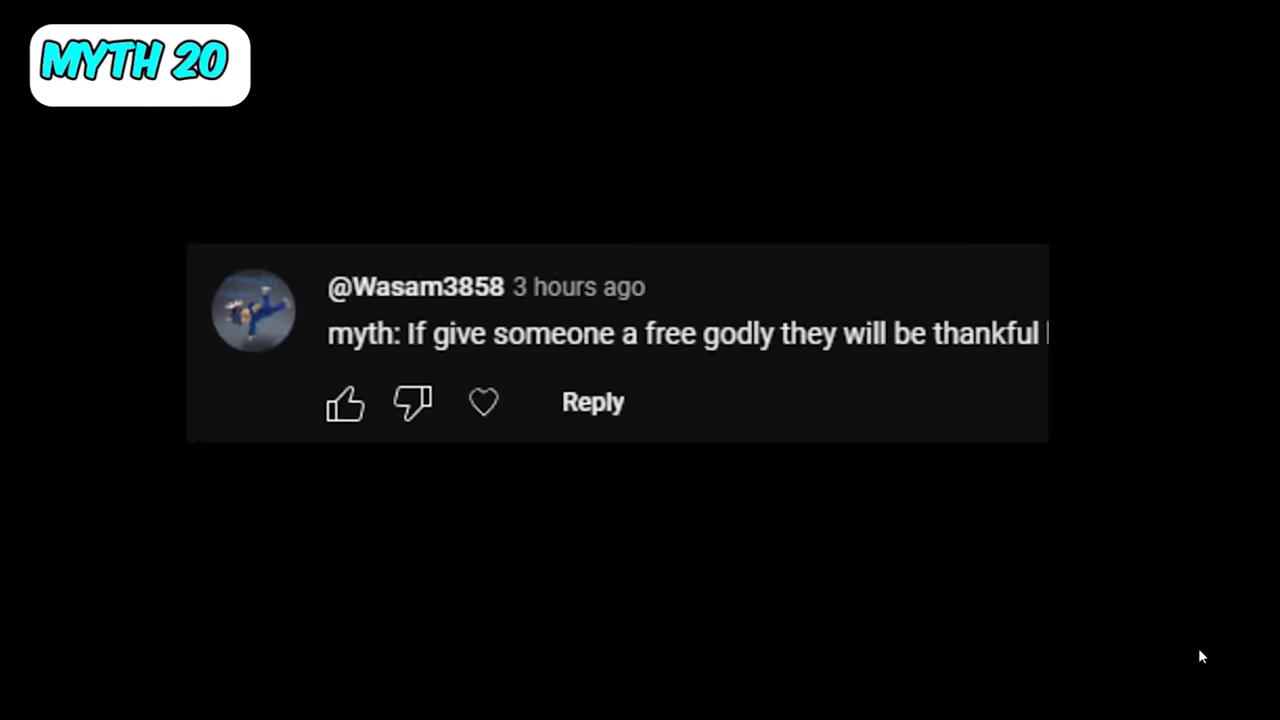 MYTH 20
@Wasam3858 3 hours ago
myth: If give someone a free godly they will be thankful
Reply